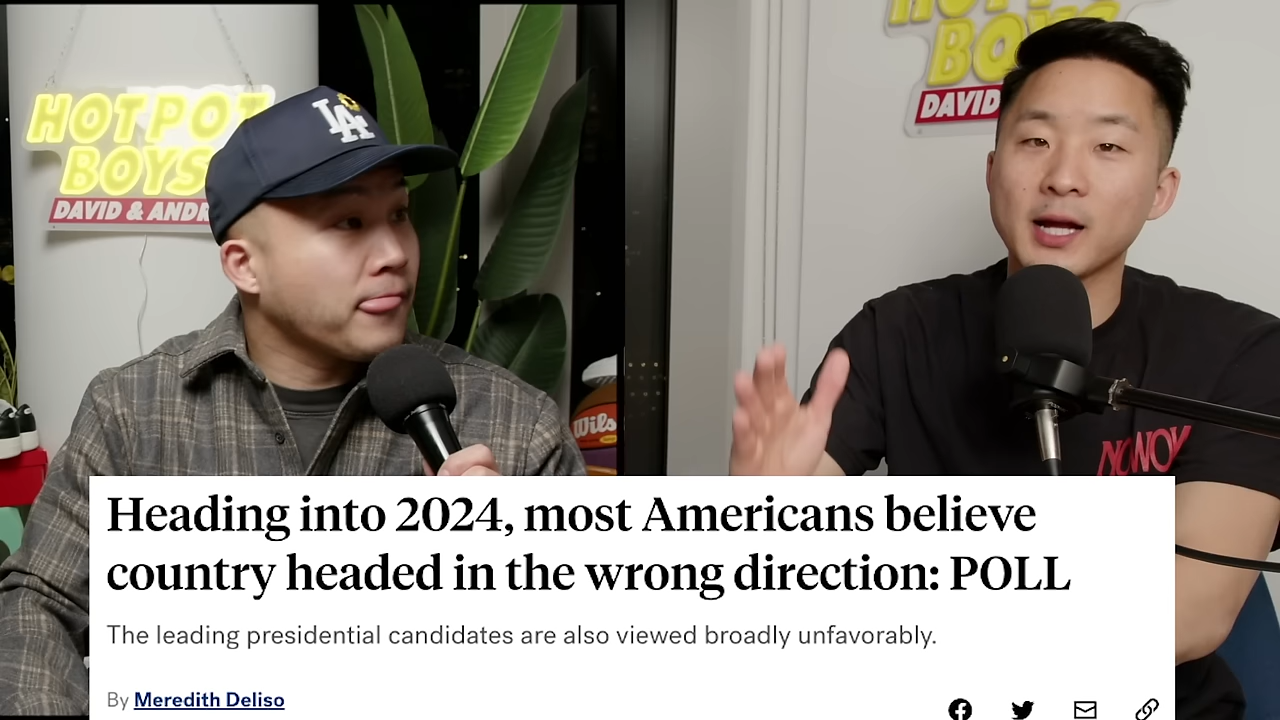 HOT POT
BOYS
DAVID & ANDR
LA
BOYS
DAVID
Wils
Heading into 2024, most Americans believe
country headed in the wrong direction: POLL
The leading presidential candidates are also viewed broadly unfavorably.
By Meredith Deliso